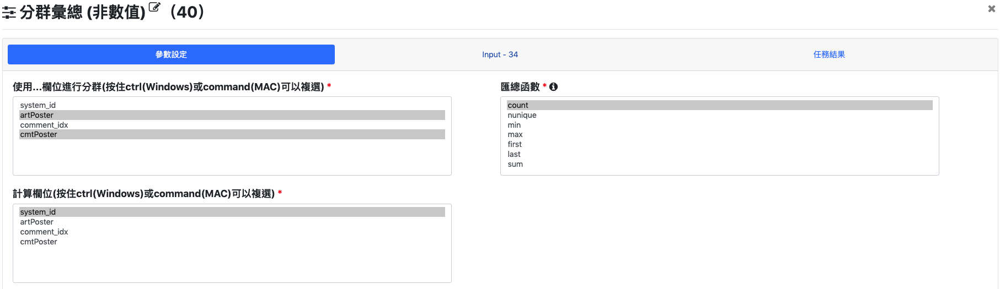 分群彙總 (非數值) （40）
參數設定
Input - 34
任務結果
使用...欄位進行分群(按住ctrl(Windows)或command(MAC)可以複選) *
system_id
artPoster
comment_idx
cmtPoster
匯總函數 *
count
nunique
min
max
first
last
sum
計算欄位(按住ctrl(Windows)或command(MAC)可以複選) *
system_id
artPoster
comment_idx
cmtPoster